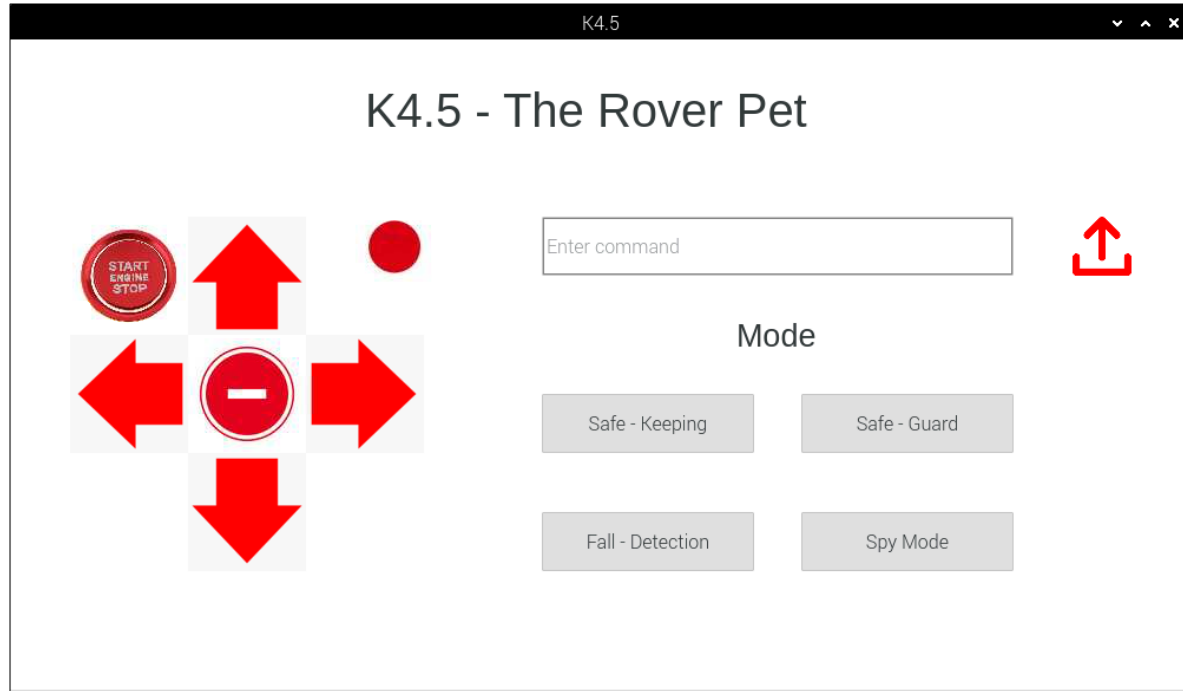 K4.5
K4.5 - The Rover Pet
START
ENGINE
STOP
Enter command
Mode
Safe - Keeping
Safe - Guard
Fall - Detection
Spy Mode